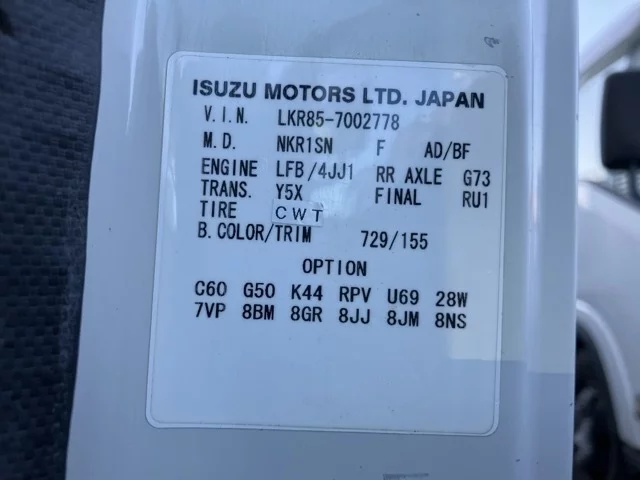 ISUZU MOTORS LTD. JAPAN
V.I.N. LKR85-7002778
M.D. NKR1SN F AD/BF
ENGINE LFB/4JJ1 RR AXLE G73
TRANS. Y5X FINAL RU1
TIRE CWT
B. COLOR/TRIM 729/155
OPTION
C60 G50 K44 RPV U69 28W
7VP 8BM 8GR 8JJ 8JM 8NS